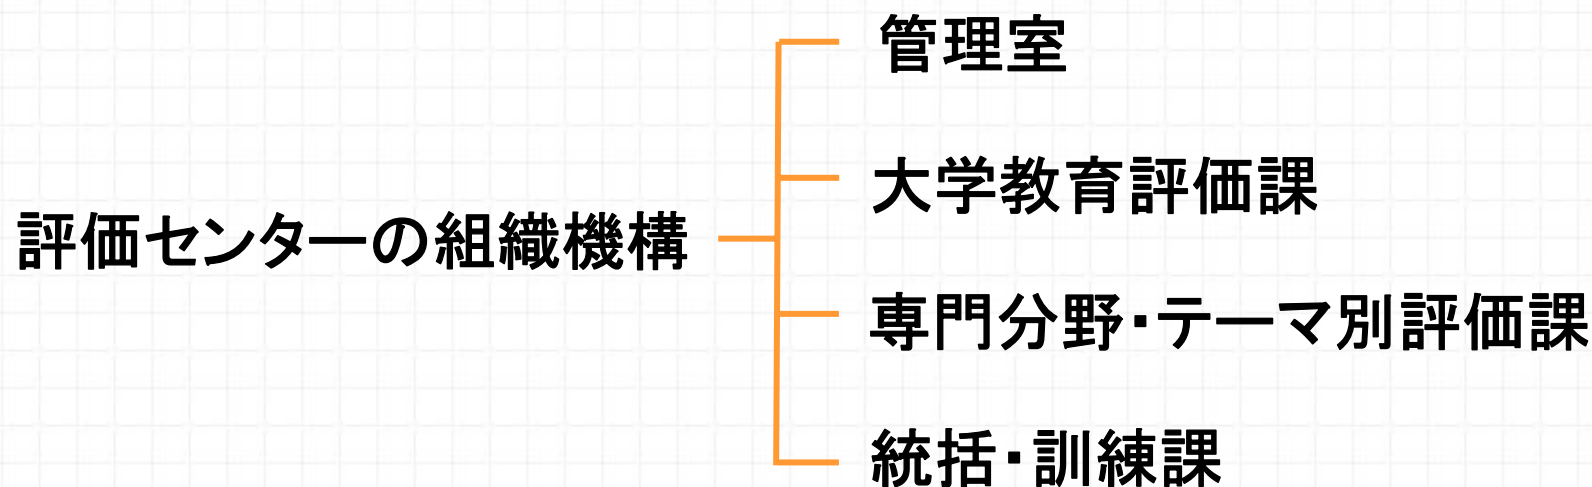 評価センターの組織機構
管理室
大学教育評価課
専門分野・テーマ別評価課
統括・訓練課